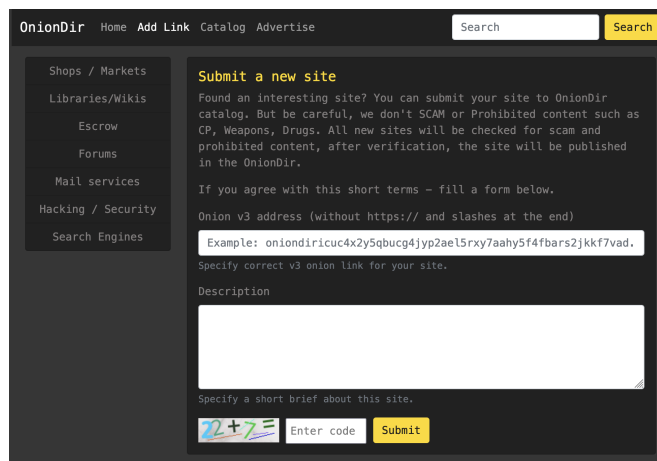 OnionDir Home Add Link Catalog Advertise Search Search
Shops / Markets
Libraries/Wikis
Escrow
Forums
Mail services
Hacking / Security
Search Engines
Submit a new site
Found an interesting site? You can submit your site to OnionDir
catalog. But be careful, we don't SCAM or Prohibited content such as
CP, Weapons, Drugs. All new sites will be checked for scam and
prohibited content, after verification, the site will be published
in the OnionDir.
If you agree with this short terms – fill a form below.
Onion v3 address (without https:// and slashes at the end)
Example: oniondiricuc4x2y5qbucg4jyp2ael5rxy7aahy5f4fbars2jkkf7vad.
Specify correct v3 onion link for your site.
Description
Specify a short brief about this site.
22+7= Enter code Submit